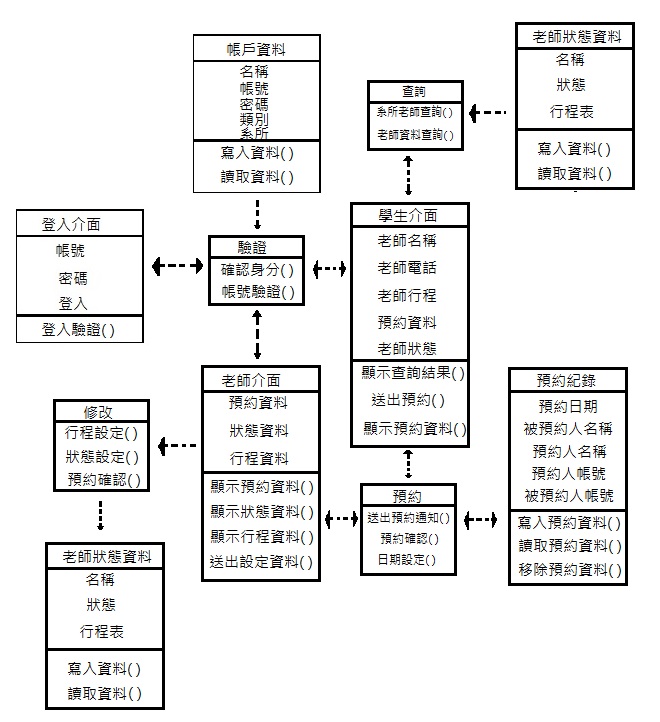 帳戶資料
名稱
帳號
密碼
類別
系所
寫入資料()
讀取資料()
查詢
系所老師查詢()
老師資料查詢()
老師狀態資料
名稱
狀態
行程表
寫入資料()
讀取資料()
登入介面
帳號
密碼
登入
登入驗證()
驗證
確認身分()
帳號驗證()
學生介面
老師名稱
老師電話
老師行程
預約資料
老師狀態
顯示查詢結果()
送出預約()
顯示預約資料()
老師介面
預約資料
狀態資料
行程資料
顯示預約資料()
顯示狀態資料()
顯示行程資料()
送出設定資料()
預約紀錄
預約日期
被預約人名稱
預約人名稱
預約人帳號
被預約人帳號
寫入預約資料()
讀取預約資料()
移除預約資料()
修改
行程設定()
狀態設定()
預約確認()
預約
送出預約通知()
預約確認()
日期設定()
老師狀態資料
名稱
狀態
行程表
寫入資料()
讀取資料()